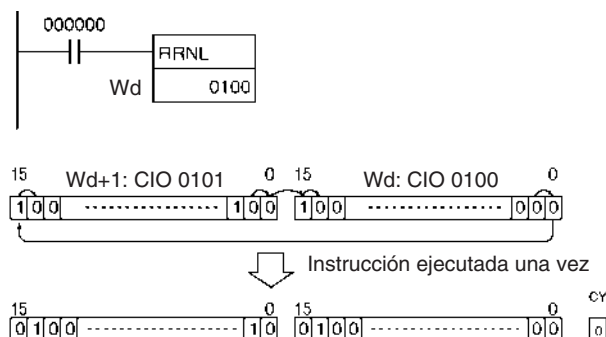 000000
RRNL
Wd 0100
15 Wd+1: CIO 0101 0 15 Wd: CIO 0100 0
1 0 0 1 0 0 1 0 0 0 0 0
Instrucción ejecutada una vez
15 0 15 0 CY
0 1 0 0 1 0 0 1 0 0 0 0 0